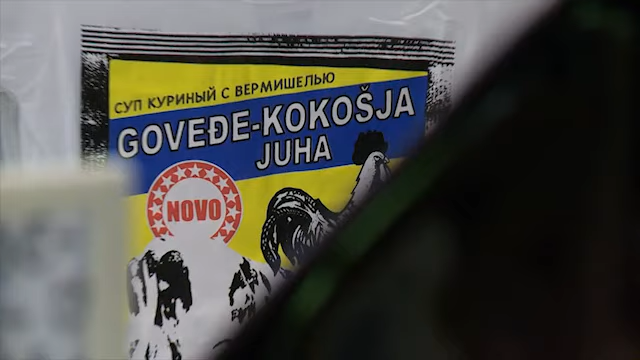 СУП КУРИНЫЙ С ВЕРМИШЕЛЬЮ
GOVEĐE-KOKOŠJA
JUHA
NOVO